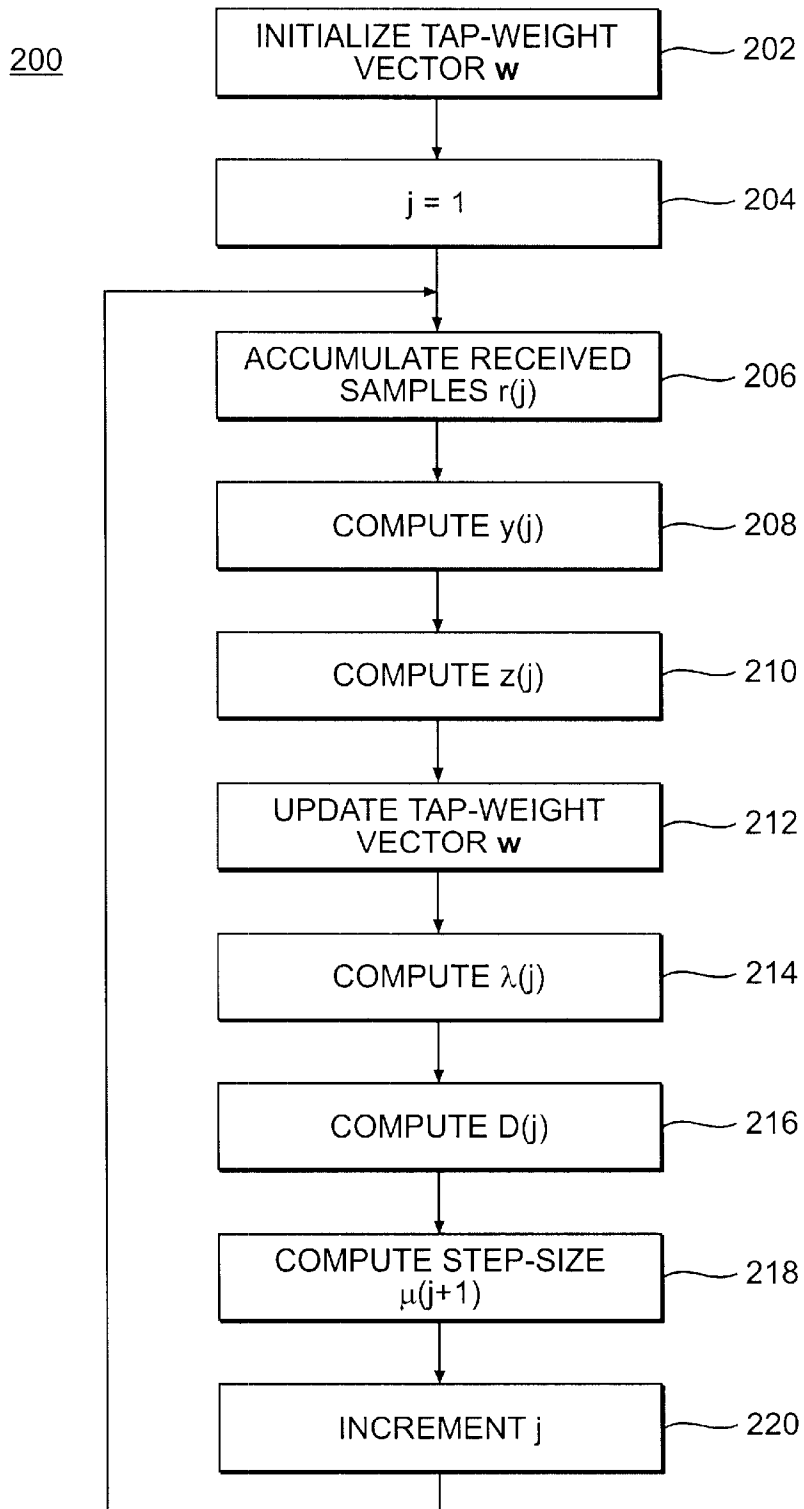 200
INITIALIZE TAP-WEIGHT
VECTOR w
202
j = 1
204
ACCUMULATE RECEIVED
SAMPLES r(j)
206
COMPUTE y(j)
208
COMPUTE z(j)
210
UPDATE TAP-WEIGHT
VECTOR w
212
COMPUTE λ(j)
214
COMPUTE D(j)
216
COMPUTE STEP-SIZE
μ(j+1)
218
INCREMENT j
220